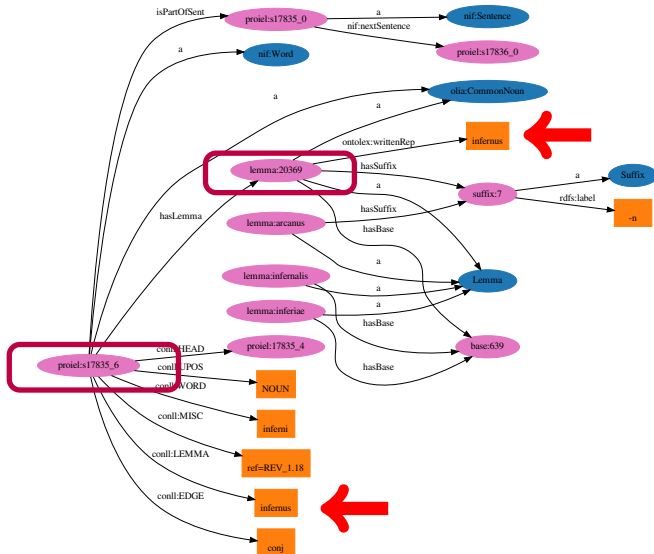 isPartOfSent
proiel:s17835_0
a
nif:Sentence
nif:nextSentence
proiel:s17836_0
a
nif:Word
a
olia:CommonNoun
a
ontolex:writtenRep
infernus
lemma:20369
hasSuffix
a
suffix:7
a
Suffix
rdfs:label
-n
hasLemma
lemma:arcanus
hasSuffix
hasBase
a
lemma:infernalis
a
Lemma
lemma:inferiae
a
hasBase
base:639
hasBase
proiel:s17835_6
conll:HEAD
proiel:17835_4
conll:UPOS
NOUN
conll:WORD
inferni
conll:MISC
ref=REV_1.18
conll:LEMMA
infernus
conll:EDGE
conj